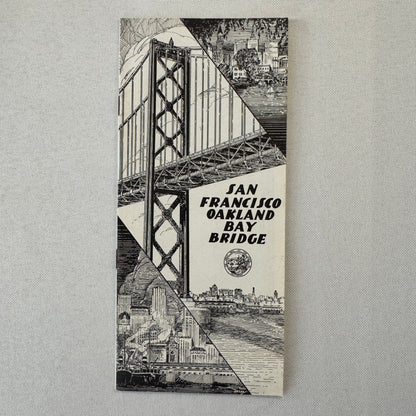 SAN
FRANCISCO
OAKLAND
BAY
BRIDGE